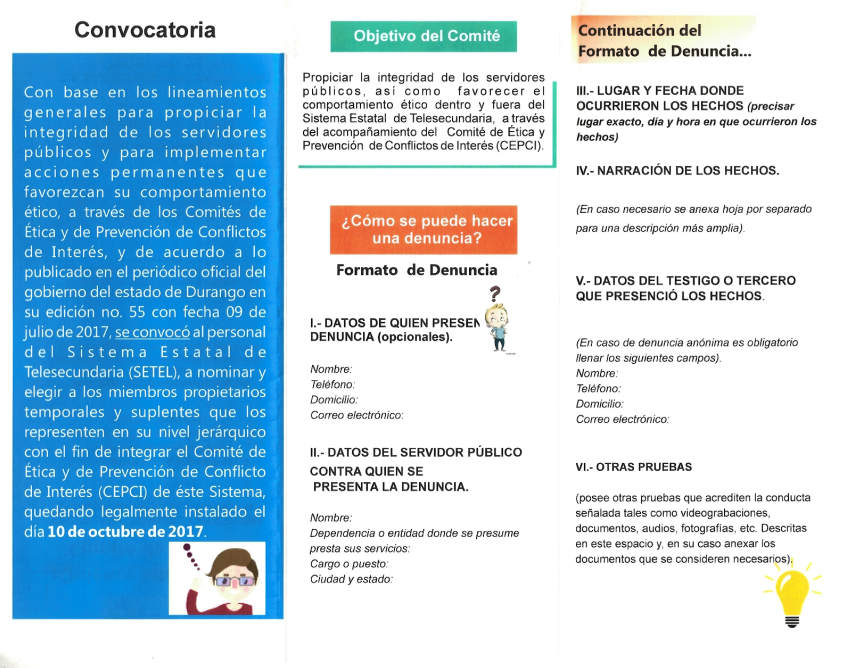 Convocatoria
Con base en los lineamientos
generales para propiciar la
integridad de los servidores
públicos y para implementar
acciones permanentes que
favorezcan su comportamiento
ético, a través de los Comités de
Ética y de Prevención de Conflictos
de Interés, y de acuerdo a lo
publicado en el periódico oficial del
gobierno del estado de Durango en
su edición no. 55 con fecha 09 de
julio de 2017, se convocó al personal
del Sistema Estatal de
Telesecundaria (SETEL), a nominar y
elegir a los miembros propietarios
temporales y suplentes que los
representen en su nivel jerárquico
con el fin de integrar el Comité de
Ética y de Prevención de Conflicto
de Interés (CEPCI) de éste Sistema,
quedando legalmente instalado el
día 10 de octubre de 2017.
Objetivo del Comité
Propiciar la integridad de los servidores
públicos, así como favorecer el
comportamiento ético dentro y fuera del
Sistema Estatal de Telesecundaria, a través
del acompañamiento del Comité de Ética y
Prevención de Conflictos de Interés (CEPCI).
¿Cómo se puede hacer
una denuncia?
Formato de Denuncia
?
I.- DATOS DE QUIEN PRESEN
DENUNCIA (opcionales).
Nombre:
Teléfono:
Domicilio:
Correo electrónico:
II.- DATOS DEL SERVIDOR PÚBLICO
CONTRA QUIEN SE
PRESENTA LA DENUNCIA.
Nombre:
Dependencia o entidad donde se presume
presta sus servicios:
Cargo o puesto:
Ciudad y estado:
Continuación del
Formato de Denuncia...
III.- LUGAR Y FECHA DONDE
OCURRIERON LOS HECHOS (precisar
lugar exacto, día y hora en que ocurrieron los
hechos)
IV.- NARRACIÓN DE LOS HECHOS.
(En caso necesario se anexa hoja por separado
para una descripción más amplia).
V.- DATOS DEL TESTIGO O TERCERO
QUE PRESENCIÓ LOS HECHOS.
(En caso de denuncia anónima es obligatorio
llenar los siguientes campos).
Nombre:
Teléfono:
Domicilio:
Correo electrónico:
VI.- OTRAS PRUEBAS
(posee otras pruebas que acrediten la conducta
señalada tales como videograbaciones,
documentos, audios, fotografías, etc. Descritas
en este espacio y, en su caso anexar los
documentos que se consideren necesarios).